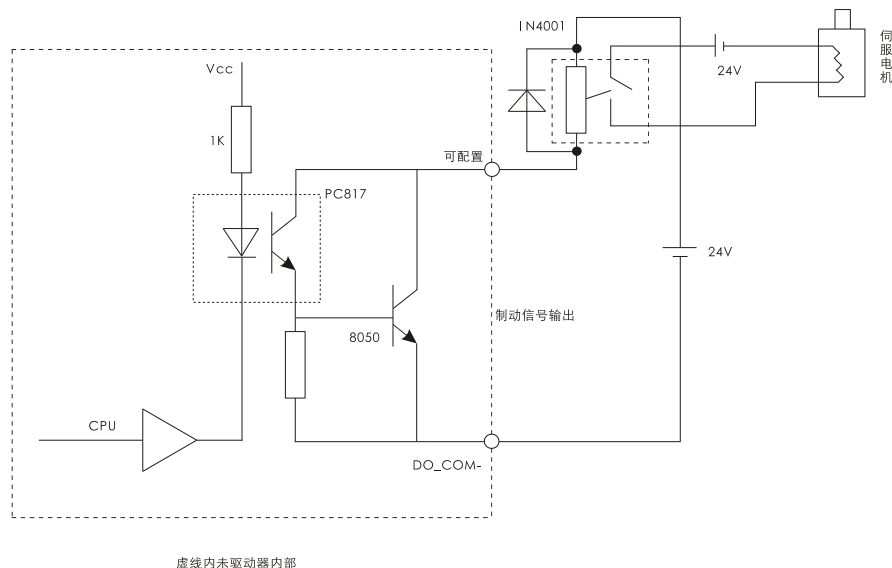 IN4001
伺服电机
24V
Vcc
1K
可配置
PC817
24V
制动信号输出
8050
CPU
DO_COM-
虚线内未驱动器内部